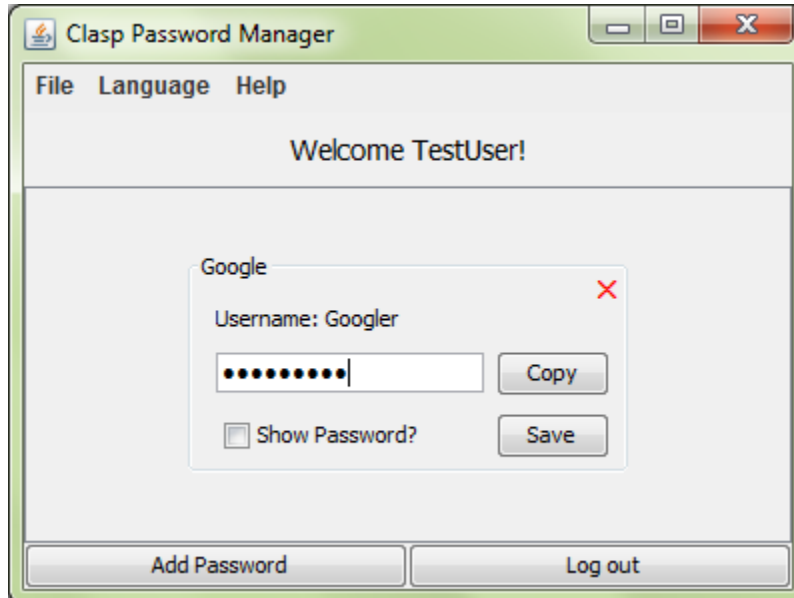 Clasp Password Manager
File Language Help
Welcome TestUser!
Google
Username: Googler
•••••••••
Copy
Show Password?
Save
Add Password
Log out